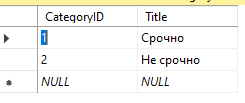 CategoryID Title
1 Срочно
2 Не срочно
NULL NULL